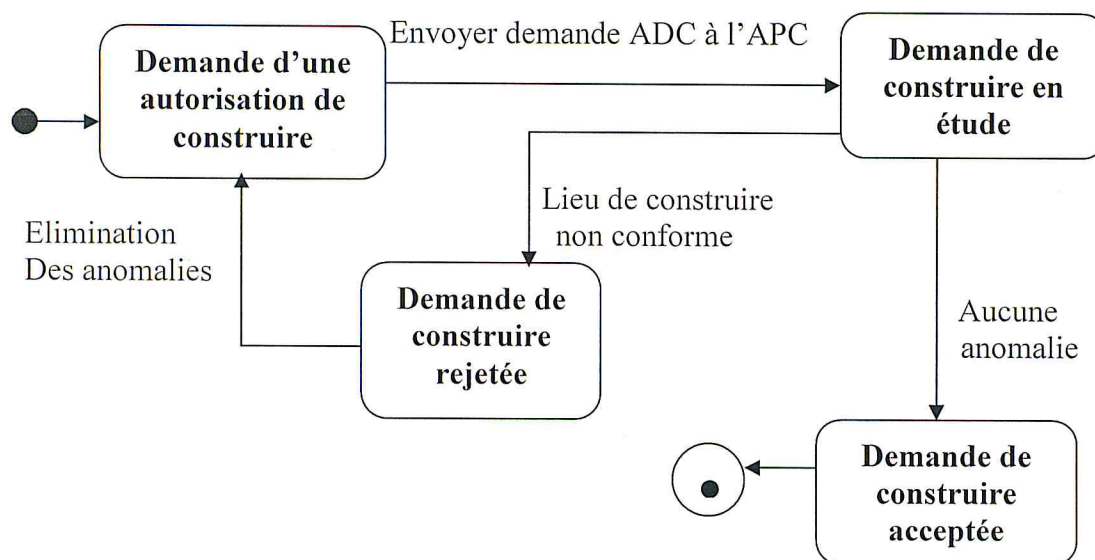 Envoyer demande ADC à l’APC
Demande d’une
autorisation de
construire
Demande de
construire en
étude
Lieu de construire
non conforme
Elimination
Des anomalies
Demande de
construire
rejetée
Aucune
anomalie
Demande de
construire
acceptée